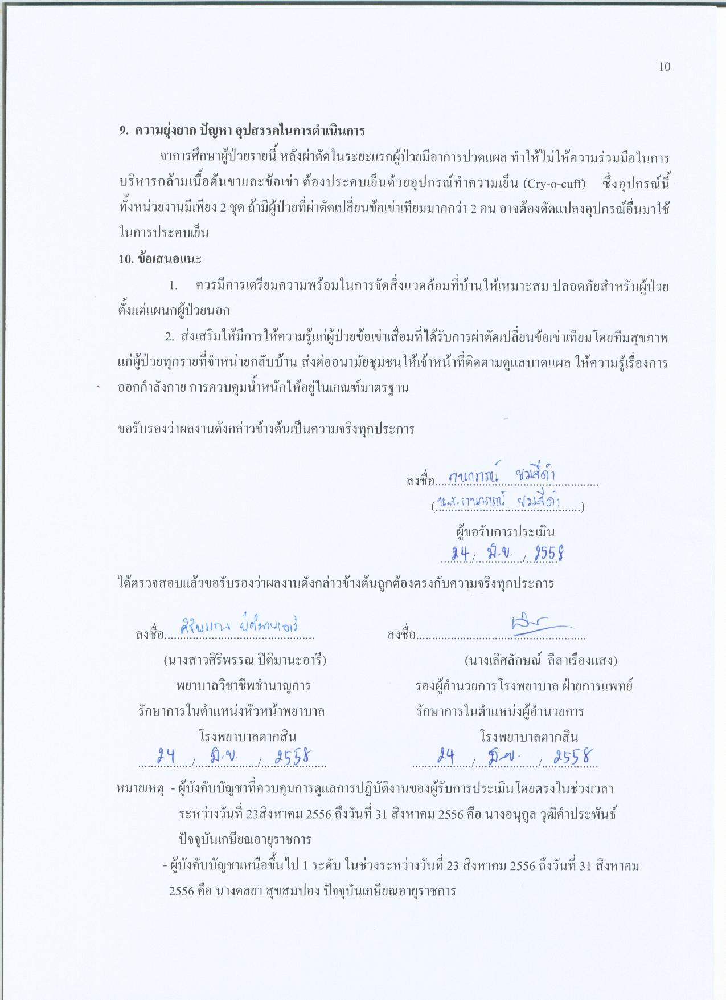 10
9. ความยุ่งยาก ปัญหา อุปสรรคในการดำเนินการ
จาการศึกษาผู้ป่วยรายนี้ หลังผ่าตัดในระยะแรกผู้ป่วยมีอาการปวดแผล ทำให้ไม่ให้ความร่วมมือในการ
บริหารกล้ามเนื้อต้นขาและข้อเข่า ต้องประคบเย็นด้วยอุปกรณ์ทำความเย็น (Cry-o-cuff) ซึ่งอุปกรณ์นี้
ทั้งหน่วยงานมีเพียง 2 ชุด ถ้ามีผู้ป่วยที่ผ่าตัดเปลี่ยนข้อเข่าเทียมมากกว่า 2 คน อาจต้องดัดแปลงอุปกรณ์อื่นมาใช้
ในการประคบเย็น
10. ข้อเสนอแนะ
1. ควรมีการเตรียมความพร้อมในการจัดสิ่งแวดล้อมที่บ้านให้เหมาะสม ปลอดภัยสำหรับผู้ป่วย
ตั้งแต่แผนกผู้ป่วยนอก
2. ส่งเสริมให้มีการให้ความรู้แก่ผู้ป่วยข้อเข่าเสื่อมที่ได้รับการผ่าตัดเปลี่ยนข้อเข่าเทียมโดยทีมสุขภาพ
แก่ผู้ป่วยทุกรายที่จำหน่ายกลับบ้าน ส่งต่ออนามัยชุมชนให้เจ้าหน้าที่ติดตามดูแลบาดแผล ให้ความรู้เรื่องการ
ออกกำลังกาย การควบคุมน้ำหนักให้อยู่ในเกณฑ์มาตรฐาน
ขอรับรองว่าผลงานดังกล่าวข้างต้นเป็นความจริงทุกประการ
ลงชื่อ
(น.ส.)
ผู้ขอรับการประเมิน
24/มิ.ย./2558
ได้ตรวจสอบแล้วขอรับรองว่าผลงานดังกล่าวข้างต้นถูกต้องตรงกับความจริงทุกประการ
ลงชื่อ ศิริพรรณ ปิติมานะอารี ลงชื่อ
(นางสาวศิริพรรณ ปิติมานะอารี) (นางเลิศลักษณ์ ลีลาเรืองแสง)
พยาบาลวิชาชีพชำนาญการ รองผู้อำนวยการโรงพยาบาล ฝ่ายการแพทย์
รักษาการในตำแหน่งหัวหน้าพยาบาล รักษาการในตำแหน่งผู้อำนวยการ
โรงพยาบาลตากสิน โรงพยาบาลตากสิน
24/มิ.ย./2558 24/มิ.ย./2558
หมายเหตุ - ผู้บังคับบัญชาที่ควบคุมการดูแลการปฏิบัติงานของผู้รับการประเมินโดยตรงในช่วงเวลา
ระหว่างวันที่ 23สิงหาคม 2556 ถึงวันที่ 31 สิงหาคม 2556 คือ นางอนุกูล วุฒิคำประพันธ์
ปัจจุบันเกษียณอายุราชการ
- ผู้บังคับบัญชาเหนือขึ้นไป 1 ระดับ ในช่วงระหว่างวันที่ 23 สิงหาคม 2556 ถึงวันที่ 31 สิงหาคม
2556 คือ นางดลยา สุขสมปอง ปัจจุบันเกษียณอายุราชการ